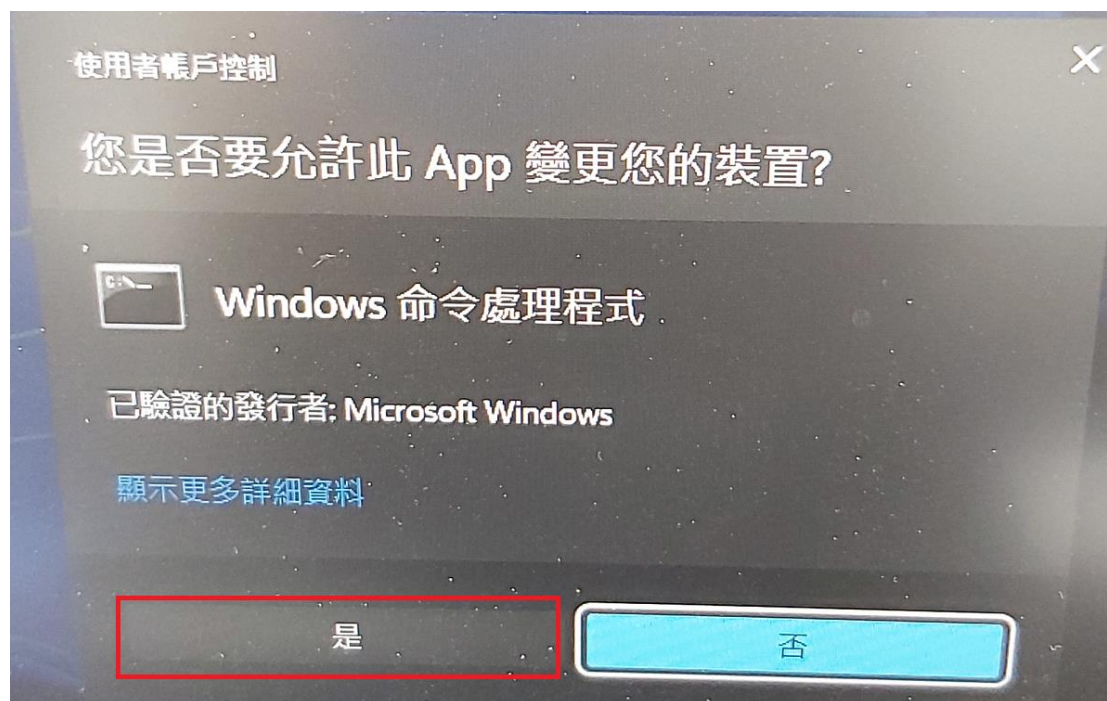 使用者帳戶控制
您是否要允許此 App 變更您的裝置?
C:\_
Windows 命令處理程式
已驗證的發行者: Microsoft Windows
顯示更多詳細資料
是
否